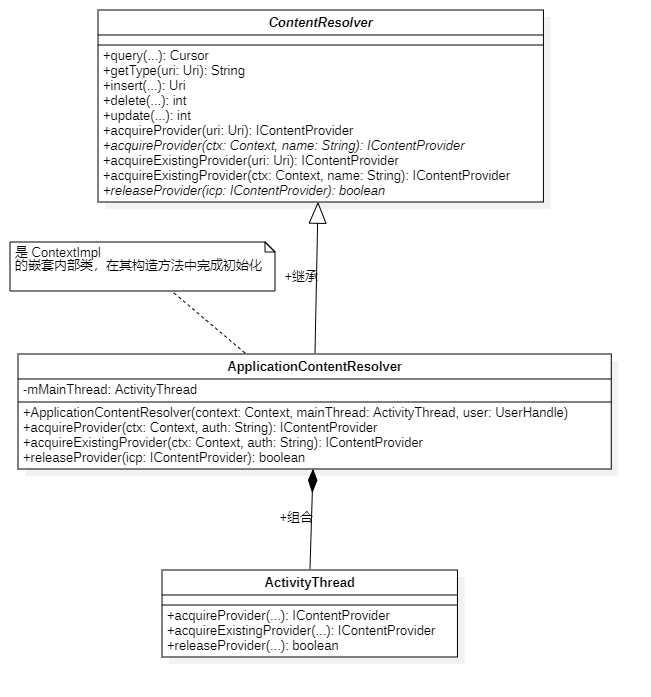 ContentResolver
+query(...): Cursor
+getType(uri: Uri): String
+insert(...): Uri
+delete(...): int
+update(...): int
+acquireProvider(uri: Uri): IContentProvider
+acquireProvider(ctx: Context, name: String): IContentProvider
+acquireExistingProvider(uri: Uri): IContentProvider
+acquireExistingProvider(ctx: Context, name: String): IContentProvider
+releaseProvider(icp: IContentProvider): boolean
是 ContextImpl
的嵌套内部类，在其构造方法中完成初始化
+继承
ApplicationContentResolver
-mMainThread: ActivityThread
+ApplicationContentResolver(context: Context, mainThread: ActivityThread, user: UserHandle)
+acquireProvider(ctx: Context, auth: String): IContentProvider
+acquireExistingProvider(ctx: Context, auth: String): IContentProvider
+releaseProvider(icp: IContentProvider): boolean
+组合
ActivityThread
+acquireProvider(...): IContentProvider
+acquireExistingProvider(...): IContentProvider
+releaseProvider(...): boolean